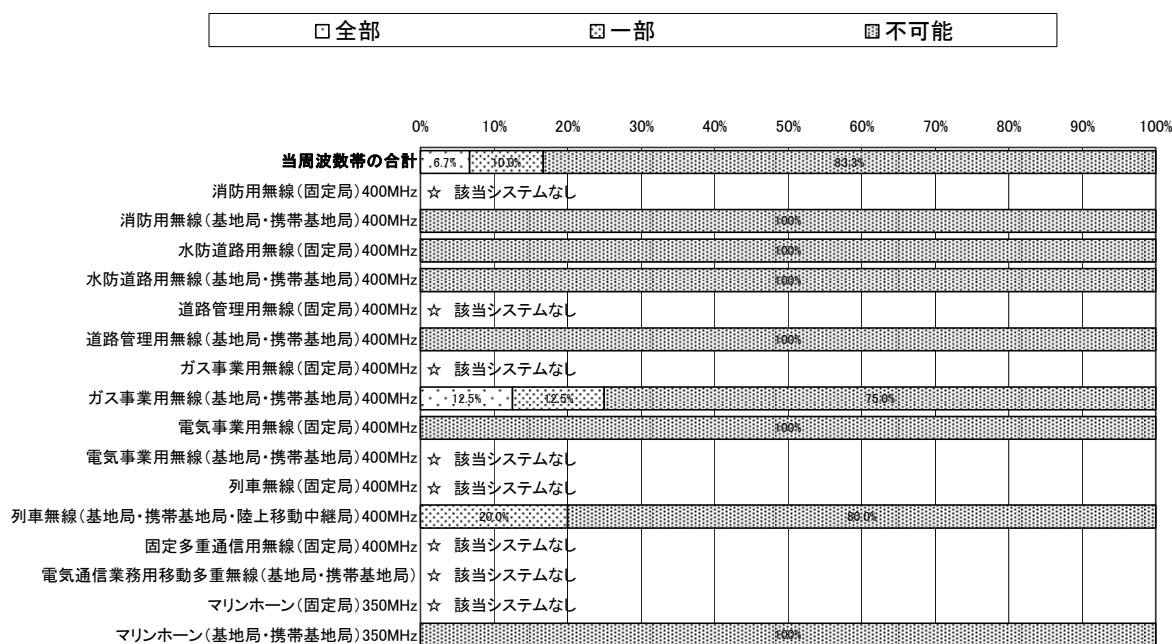 全部 一部 不可能
0% 10% 20% 30% 40% 50% 60% 70% 80% 90% 100%
当周波数帯の合計 6.7% 10.0% 83.3%
消防用無線(固定局)400MHz ☆ 該当システムなし
消防用無線(基地局・携帯基地局)400MHz 100%
水防道路用無線(固定局)400MHz 100%
水防道路用無線(基地局・携帯基地局)400MHz 100%
道路管理用無線(固定局)400MHz ☆ 該当システムなし
道路管理用無線(基地局・携帯基地局)400MHz 100%
ガス事業用無線(固定局)400MHz ☆ 該当システムなし
ガス事業用無線(基地局・携帯基地局)400MHz 12.5% 12.5% 75.0%
電気事業用無線(固定局)400MHz 100%
電気事業用無線(基地局・携帯基地局)400MHz ☆ 該当システムなし
列車無線(固定局)400MHz ☆ 該当システムなし
列車無線(基地局・携帯基地局・陸上移動中継局)400MHz 20.0% 80.0%
固定多重通信用無線(固定局)400MHz ☆ 該当システムなし
電気通信業務用移動多重無線(基地局・携帯基地局) ☆ 該当システムなし
マリンホーン(固定局)350MHz ☆ 該当システムなし
マリンホーン(基地局・携帯基地局)350MHz 100%